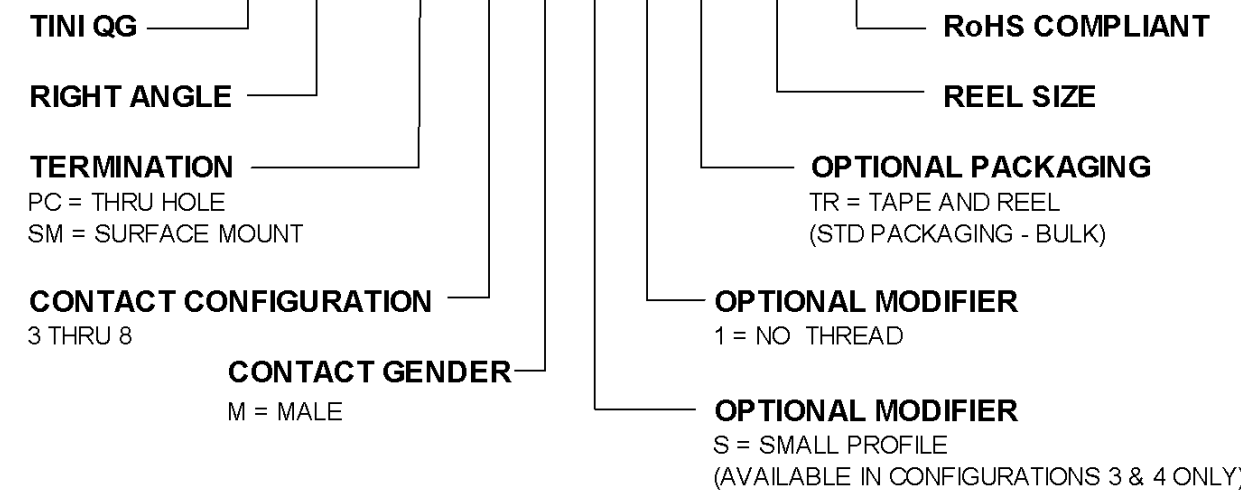 TINI QG
RoHS COMPLIANT
RIGHT ANGLE
REEL SIZE
TERMINATION
PC = THRU HOLE
SM = SURFACE MOUNT
OPTIONAL PACKAGING
TR = TAPE AND REEL
(STD PACKAGING - BULK)
CONTACT CONFIGURATION
3 THRU 8
OPTIONAL MODIFIER
1 = NO THREAD
CONTACT GENDER
M = MALE
OPTIONAL MODIFIER
S = SMALL PROFILE
(AVAILABLE IN CONFIGURATIONS 3 & 4 ONLY)